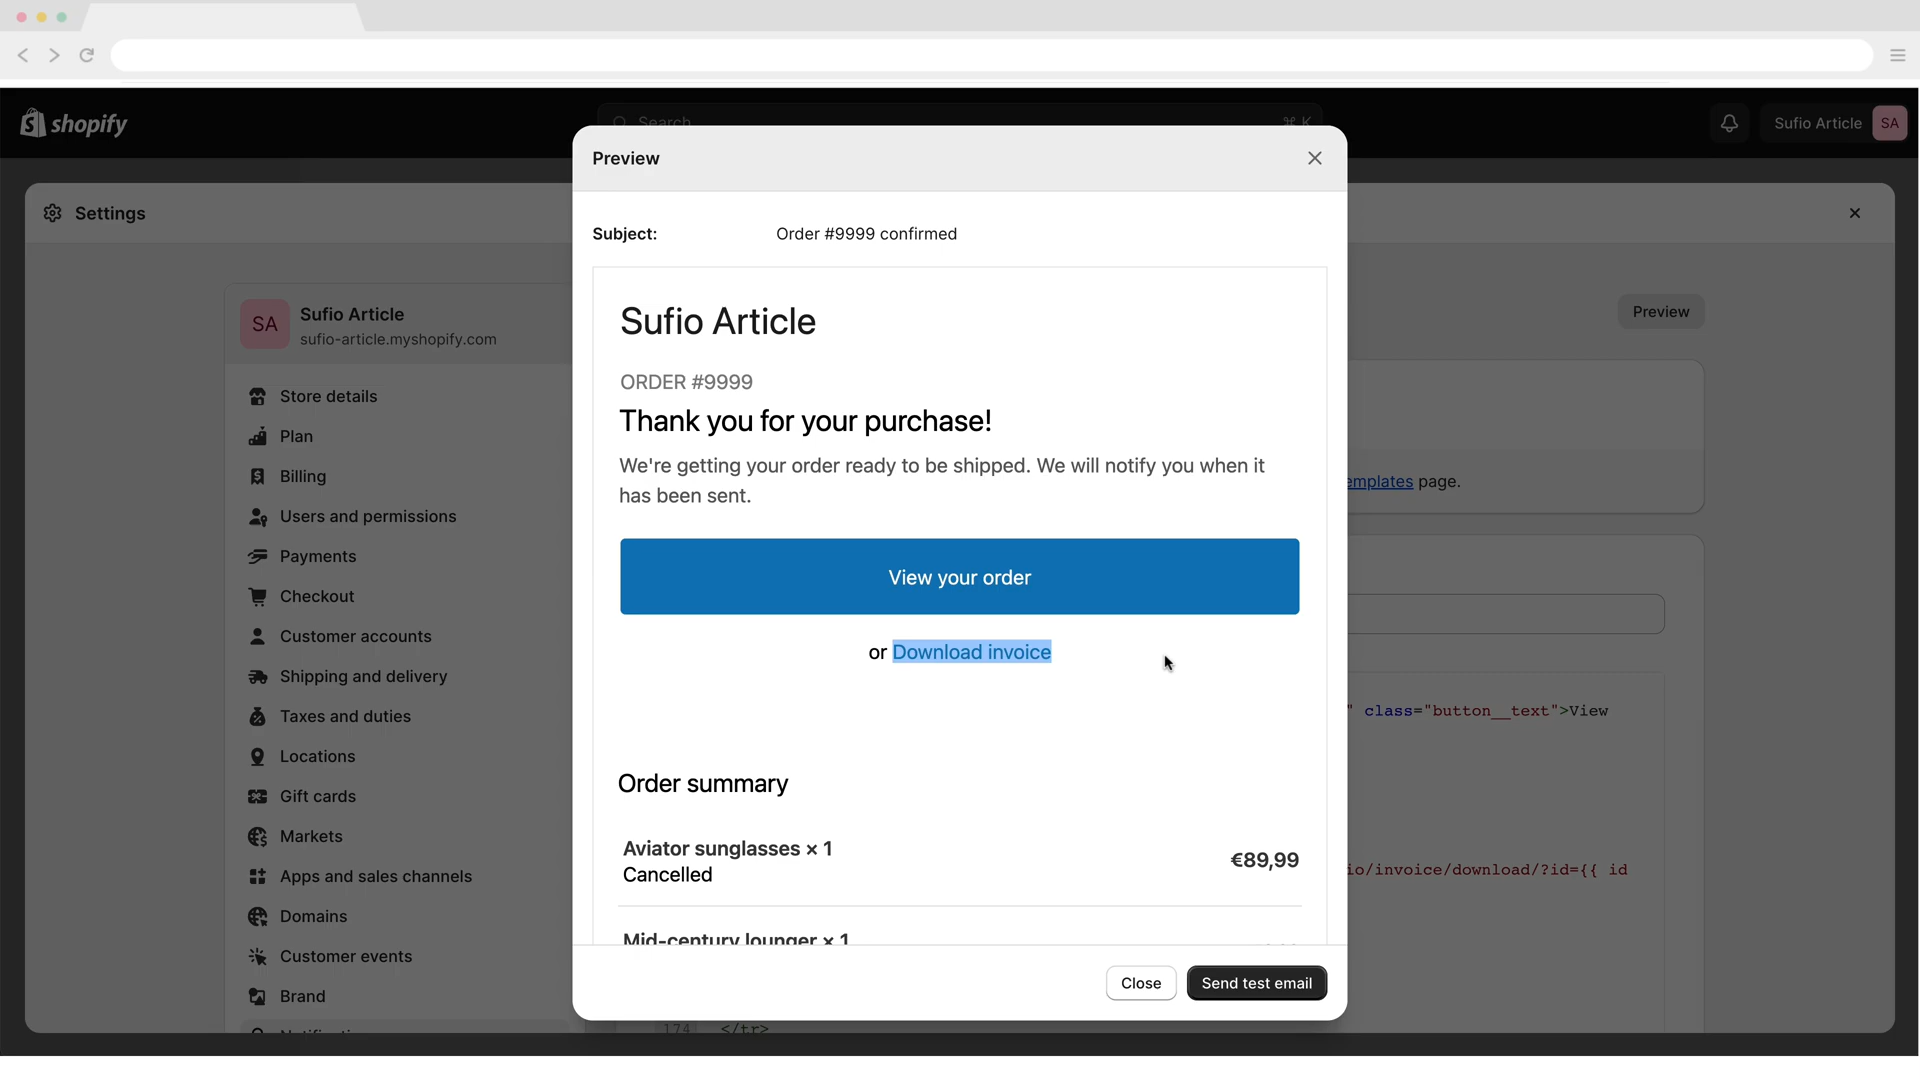 shopify
Search
⌘ K
Sufio Article
SA
Settings
SA
Sufio Article
sufio-article.myshopify.com
Store details
Plan
Billing
Users and permissions
Payments
Checkout
Customer accounts
Shipping and delivery
Taxes and duties
Locations
Gift cards
Markets
Apps and sales channels
Domains
Customer events
Brand
Preview
Subject:
Order #9999 confirmed
Sufio Article
ORDER #9999
Thank you for your purchase!
We're getting your order ready to be shipped. We will notify you when it
has been sent.
View your order
or Download invoice
Order summary
Aviator sunglasses × 1
€89,99
Cancelled
Mid-century lounger × 1
Close
Send test email
Preview
emplates page.
" class="button__text">View
io/invoice/download/?id={{ id
174 </tr>